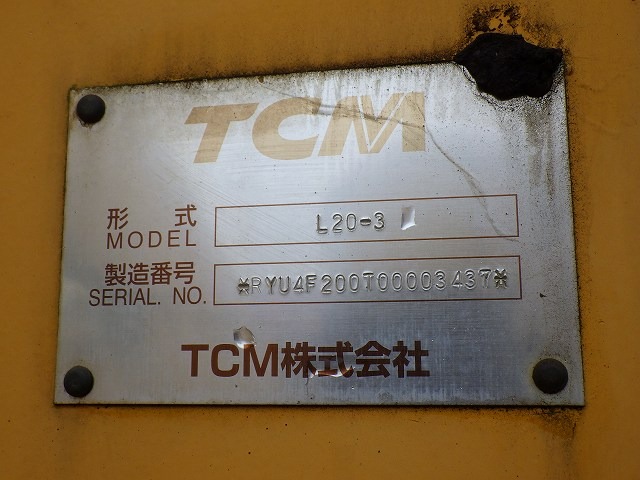 TCM
形式 L20-3
MODEL
製造番号 *RYU4F200T00003437*
SERIAL. NO.
TCM株式会社